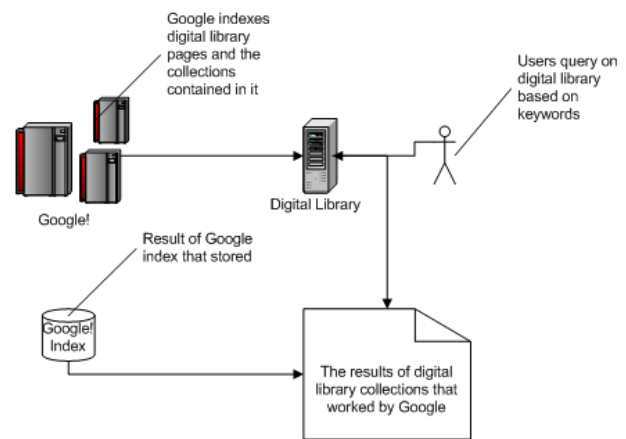 Google indexes
digital library
pages and the
collections
contained in it
Users query on
digital library
based on
keywords
Google!
Digital Library
Result of Google
index that stored
Google!
Index
The results of digital
library collections that
worked by Google